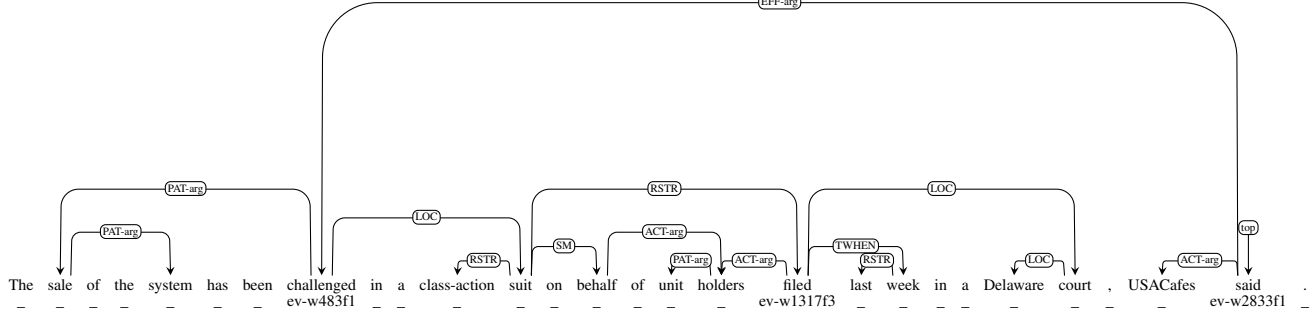 EFF-arg
PAT-arg RSTR LOC
LOC
PAT-arg SM ACT-arg TWHEN top
RSTR PAT-arg ACT-arg RSTR LOC ACT-arg
The sale of the system has been challenged in a class-action suit on behalf of unit holders filed last week in a Delaware court , USACafes said .
_ _ _ _ _ _ _ ev-w483f1 _ _ _ _ _ _ _ _ _ ev-w1317f3 _ _ _ _ _ _ _ _ ev-w2833f1 _